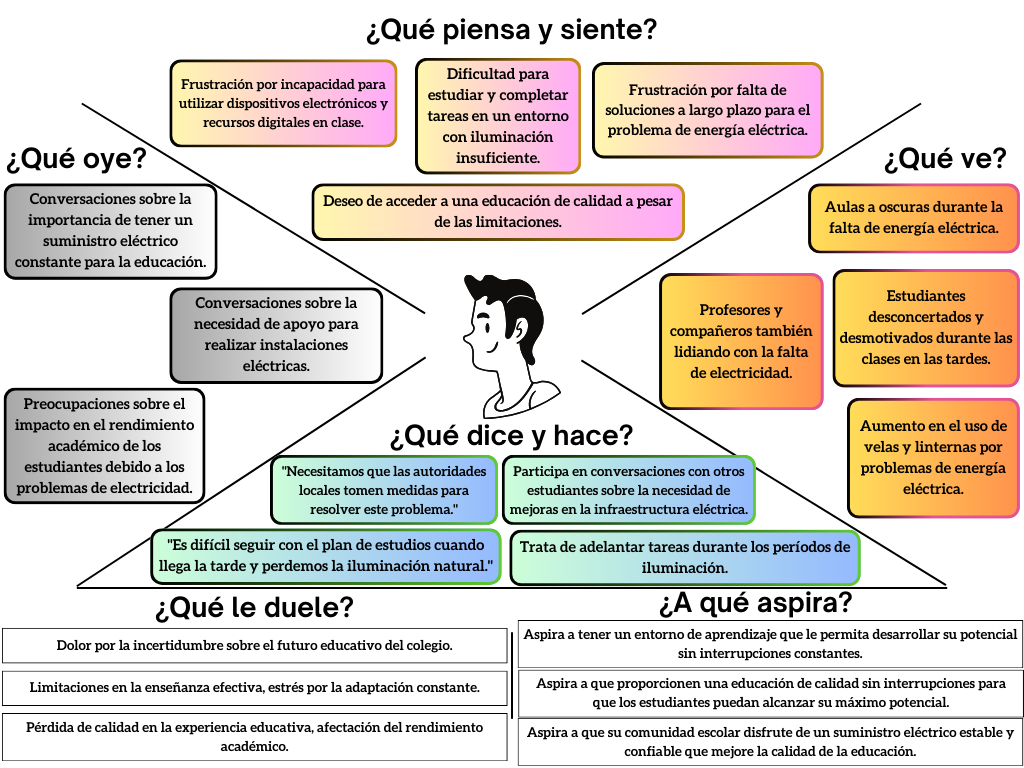 ¿Qué piensa y siente?
Frustración por incapacidad para
utilizar dispositivos electrónicos y
recursos digitales en clase.
Dificultad para
estudiar y completar
tareas en un entorno
con iluminación
insuficiente.
Frustración por falta de
soluciones a largo plazo para el
problema de energía eléctrica.
Deseo de acceder a una educación de calidad a pesar
de las limitaciones.
¿Qué oye?
Conversaciones sobre la
importancia de tener un
suministro eléctrico
constante para la educación.
Conversaciones sobre la
necesidad de apoyo para
realizar instalaciones
eléctricas.
Preocupaciones sobre el
impacto en el rendimiento
académico de los
estudiantes debido a los
problemas de electricidad.
¿Qué ve?
Aulas a oscuras durante la
falta de energía eléctrica.
Profesores y
compañeros también
lidiando con la falta
de electricidad.
Estudiantes
desconcertados y
desmotivados durante las
clases en las tardes.
Aumento en el uso de
velas y linternas por
problemas de energía
eléctrica.
¿Qué dice y hace?
"Necesitamos que las autoridades
locales tomen medidas para
resolver este problema."
Participa en conversaciones con otros
estudiantes sobre la necesidad de
mejoras en la infraestructura eléctrica.
"Es difícil seguir con el plan de estudios cuando
llega la tarde y perdemos la iluminación natural."
Trata de adelantar tareas durante los períodos de
iluminación.
¿Qué le duele?
Dolor por la incertidumbre sobre el futuro educativo del colegio.
Limitaciones en la enseñanza efectiva, estrés por la adaptación constante.
Pérdida de calidad en la experiencia educativa, afectación del rendimiento
académico.
¿A qué aspira?
Aspira a tener un entorno de aprendizaje que le permita desarrollar su potencial
sin interrupciones constantes.
Aspira a que proporcionen una educación de calidad sin interrupciones para
que los estudiantes puedan alcanzar su máximo potencial.
Aspira a que su comunidad escolar disfrute de un suministro eléctrico estable y
confiable que mejore la calidad de la educación.